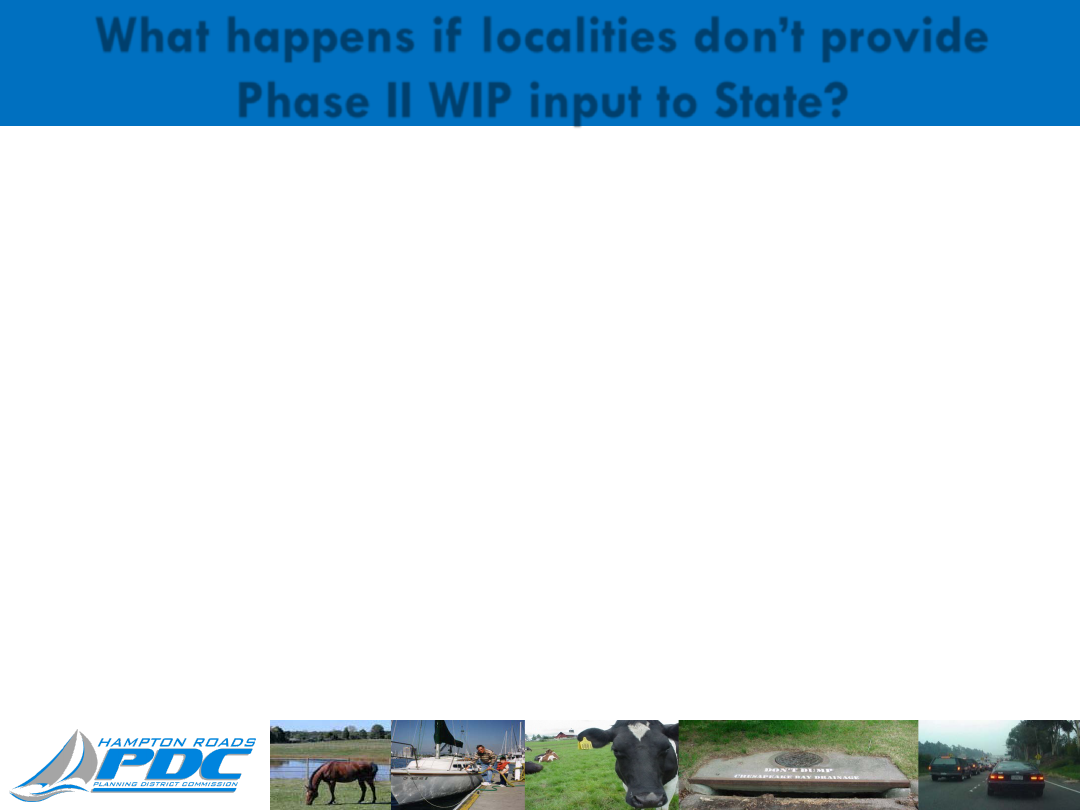 What happens if localities don't provide
Phase II WIP input to State?
HAMPTON ROADS
PDC
PLANNING DISTRICT COMMISSION
DON'T DUMP
CHESAPEAKE BAY DRAINAGE